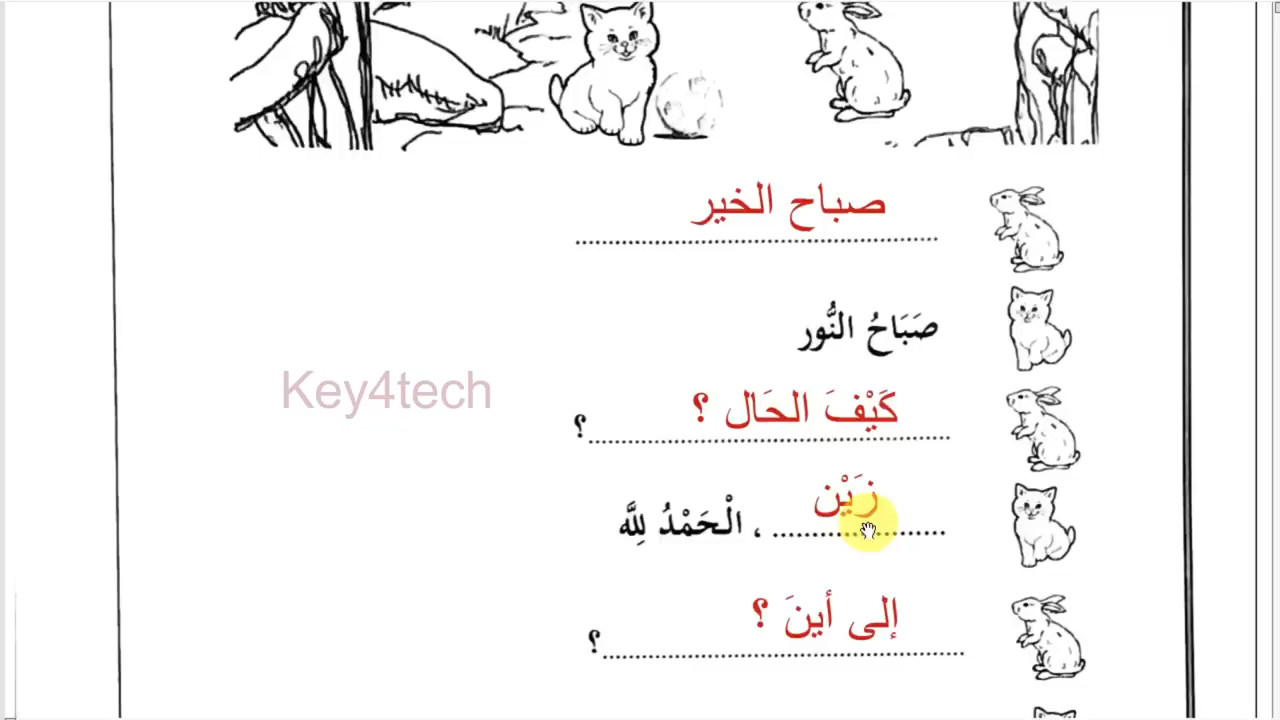 صباح الخير
صَبَاحُ النُّور
Key4tech
كَيْفَ الحَال ؟
؟
زَيْن
................، الْحَمْدُ لِلَّه
إلى أينَ ؟
؟